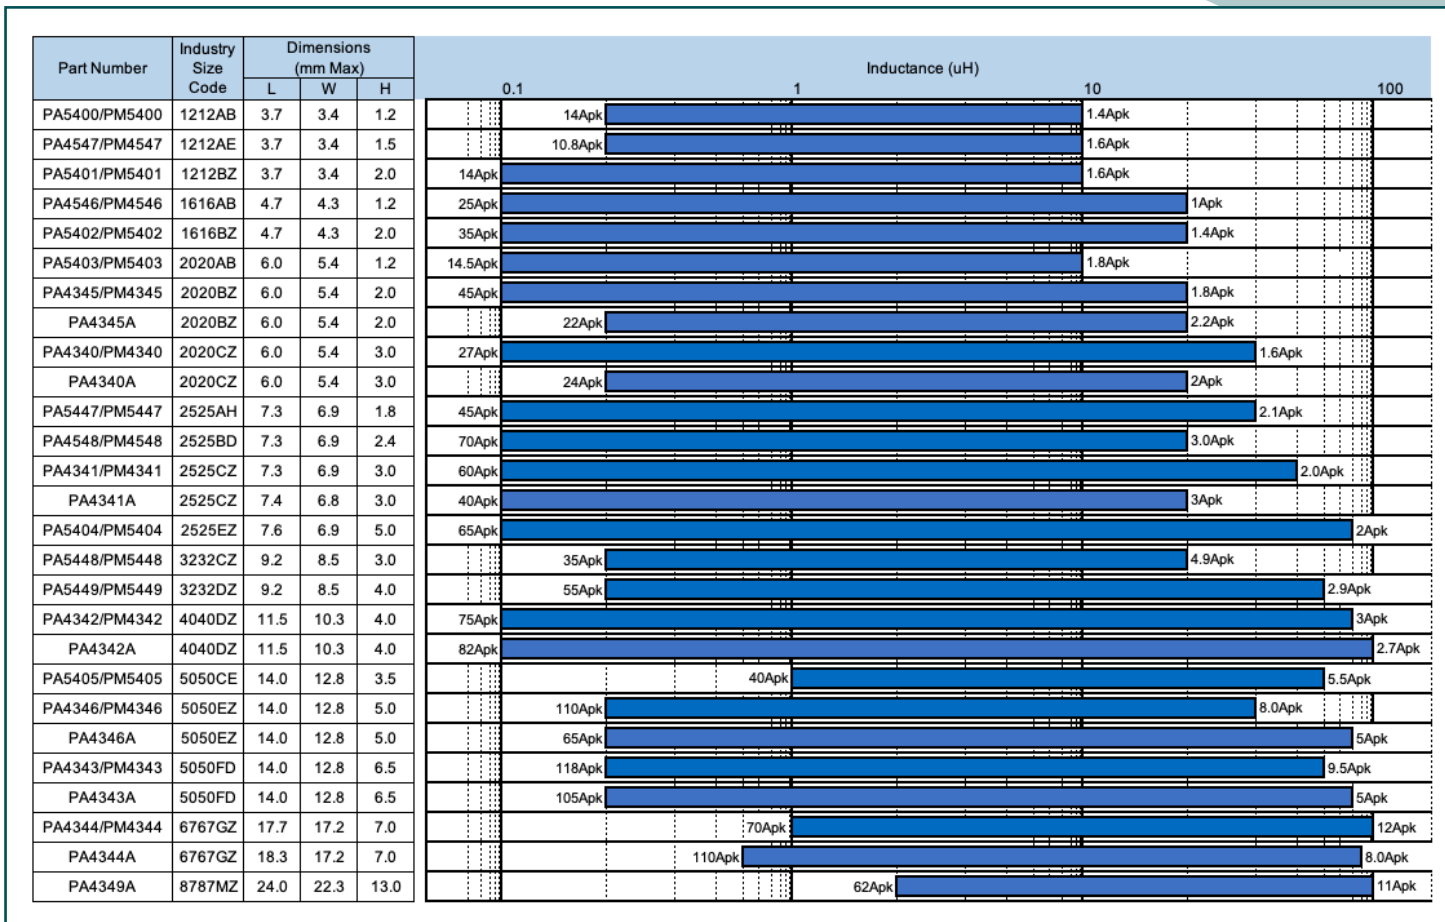 Part Number Industry Size Code Dimensions (mm Max) Inductance (uH)
L W H 0.1 1 10 100
PA5400/PM5400 1212AB 3.7 3.4 1.2 14Apk 1.4Apk
PA4547/PM4547 1212AE 3.7 3.4 1.5 10.8Apk 1.6Apk
PA5401/PM5401 1212BZ 3.7 3.4 2.0 14Apk 1.6Apk
PA4546/PM4546 1616AB 4.7 4.3 1.2 25Apk 1Apk
PA5402/PM5402 1616BZ 4.7 4.3 2.0 35Apk 1.4Apk
PA5403/PM5403 2020AB 6.0 5.4 1.2 14.5Apk 1.8Apk
PA4345/PM4345 2020BZ 6.0 5.4 2.0 45Apk 1.8Apk
PA4345A 2020BZ 6.0 5.4 2.0 22Apk 2.2Apk
PA4340/PM4340 2020CZ 6.0 5.4 3.0 27Apk 1.6Apk
PA4340A 2020CZ 6.0 5.4 3.0 24Apk 2Apk
PA5447/PM5447 2525AH 7.3 6.9 1.8 45Apk 2.1Apk
PA4548/PM4548 2525BD 7.3 6.9 2.4 70Apk 3.0Apk
PA4341/PM4341 2525CZ 7.3 6.9 3.0 60Apk 2.0Apk
PA4341A 2525CZ 7.4 6.8 3.0 40Apk 3Apk
PA5404/PM5404 2525EZ 7.6 6.9 5.0 65Apk 2Apk
PA5448/PM5448 3232CZ 9.2 8.5 3.0 35Apk 4.9Apk
PA5449/PM5449 3232DZ 9.2 8.5 4.0 55Apk 2.9Apk
PA4342/PM4342 4040DZ 11.5 10.3 4.0 75Apk 3Apk
PA4342A 4040DZ 11.5 10.3 4.0 82Apk 2.7Apk
PA5405/PM5405 5050CE 14.0 12.8 3.5 40Apk 5.5Apk
PA4346/PM4346 5050EZ 14.0 12.8 5.0 110Apk 8.0Apk
PA4346A 5050EZ 14.0 12.8 5.0 65Apk 5Apk
PA4343/PM4343 5050FD 14.0 12.8 6.5 118Apk 9.5Apk
PA4343A 5050FD 14.0 12.8 6.5 105Apk 5Apk
PA4344/PM4344 6767GZ 17.7 17.2 7.0 70Apk 12Apk
PA4344A 6767GZ 18.3 17.2 7.0 110Apk 8.0Apk
PA4349A 8787MZ 24.0 22.3 13.0 62Apk 11Apk